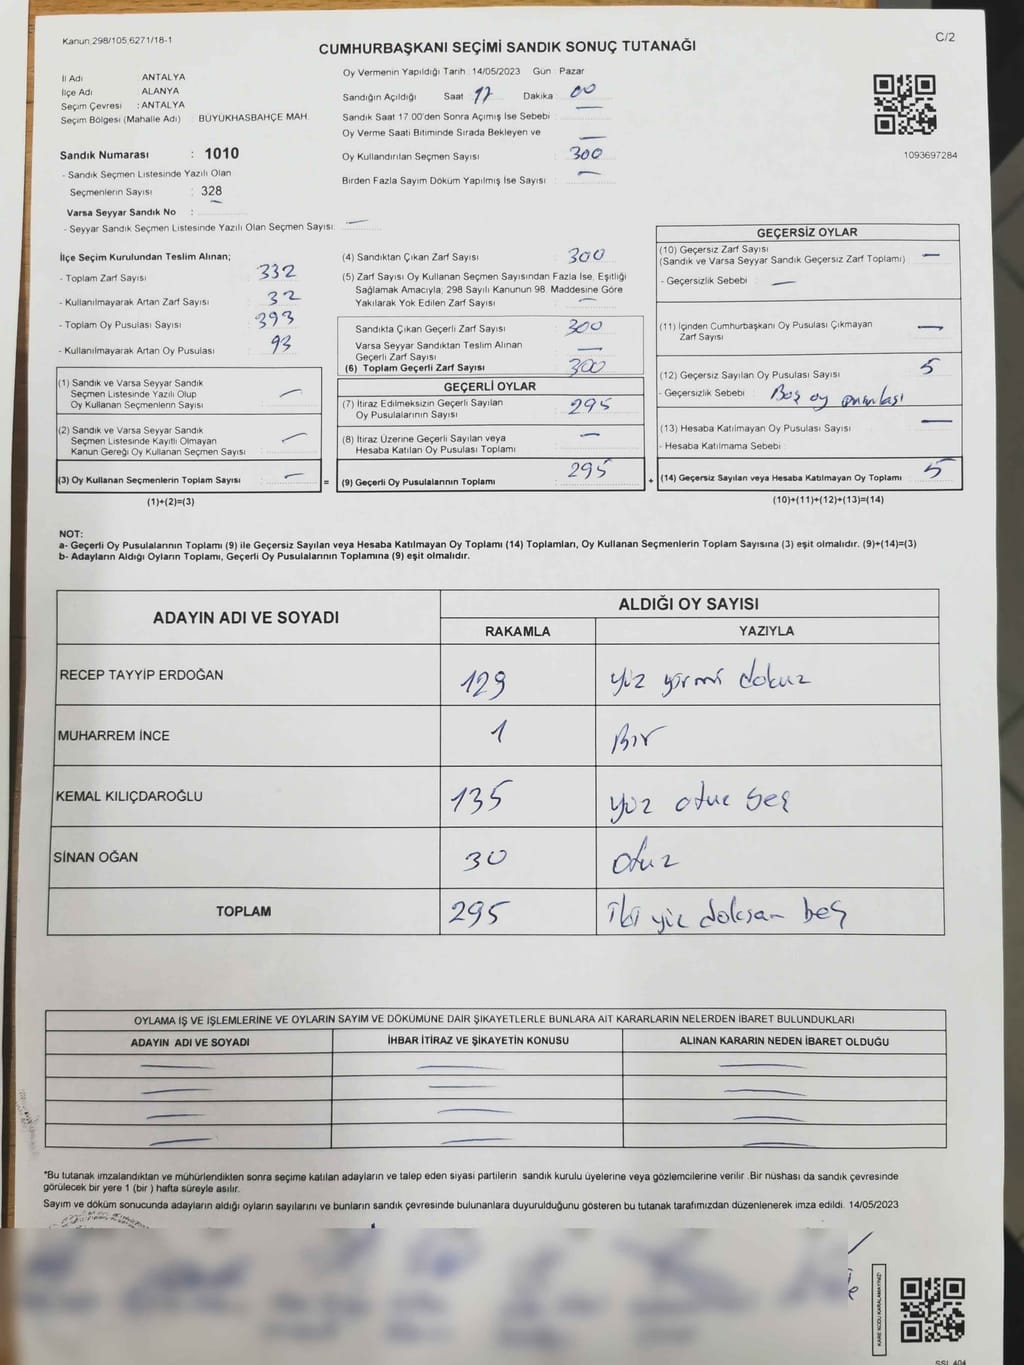 Kanun 298/105,6271/18-1
C/2
CUMHURBAŞKANI SEÇİMİ SANDIK SONUÇ TUTANAĞI
İl Adı ANTALYA
İlçe Adı ALANYA
Seçim Çevresi : ANTALYA
Seçim Bölgesi (Mahalle Adı) : BÜYÜKHASBAHÇE MAH.
Sandık Numarası : 1010
- Sandık Seçmen Listesinde Yazılı Olan
Seçmenlerin Sayısı : 328
Varsa Seyyar Sandık No :
- Seyyar Sandık Seçmen Listesinde Yazılı Olan Seçmen Sayısı: —
Oy Vermenin Yapıldığı Tarih : 14/05/2023 Gün : Pazar
Sandığın Açıldığı Saat 17 Dakika 00
Sandık Saat 17.00'den Sonra Açımış İse Sebebi : —
Oy Verme Saati Bitiminde Sırada Bekleyen ve —
Oy Kullandırılan Seçmen Sayısı : 300
Birden Fazla Sayım Döküm Yapılmış İse Sayısı : —
1093697284
İlçe Seçim Kurulundan Teslim Alınan;
- Toplam Zarf Sayısı : 332
- Kullanılmayarak Artan Zarf Sayısı : 32
- Toplam Oy Pusulası Sayısı : 393
- Kullanılmayarak Artan Oy Pusulası : 93
(1) Sandık ve Varsa Seyyar Sandık
Seçmen Listesinde Yazılı Olup
Oy Kullanan Seçmenlerin Sayısı : —
(2) Sandık ve Varsa Seyyar Sandık
Seçmen Listesinde Kayıtlı Olmayan
Kanun Gereği Oy Kullanan Seçmen Sayısı : —
(3) Oy Kullanan Seçmenlerin Toplam Sayısı : —
(1)+(2)=(3)
(4) Sandıktan Çıkan Zarf Sayısı : 300
(5) Zarf Sayısı Oy Kullanan Seçmen Sayısından Fazla İse, Eşitliği
Sağlamak Amacıyla; 298 Sayılı Kanunun 98. Maddesine Göre
Yakılarak Yok Edilen Zarf Sayısı : —
Sandıkta Çıkan Geçerli Zarf Sayısı : 300
Varsa Seyyar Sandıktan Teslim Alınan
Geçerli Zarf Sayısı : —
(6) Toplam Geçerli Zarf Sayısı : 300
GEÇERLİ OYLAR
(7) İtiraz Edilmeksizin Geçerli Sayılan
Oy Pusulalarının Sayısı : 295
(8) İtiraz Üzerine Geçerli Sayılan veya
Hesaba Katılan Oy Pusulası Toplamı : —
= (9) Geçerli Oy Pusulalarının Toplamı : 295 +
GEÇERSİZ OYLAR
(10) Geçersiz Zarf Sayısı
(Sandık ve Varsa Seyyar Sandık Geçersiz Zarf Toplamı) : —
- Geçersizlik Sebebi : —
(11) İçinden Cumhurbaşkanı Oy Pusulası Çıkmayan
Zarf Sayısı : —
(12) Geçersiz Sayılan Oy Pusulası Sayısı : 5
- Geçersizlik Sebebi : Boş oy
(13) Hesaba Katılmayan Oy Pusulası Sayısı : —
- Hesaba Katılmama Sebebi :
(14) Geçersiz Sayılan veya Hesaba Katılmayan Oy Toplamı : 5
(10)+(11)+(12)+(13)=(14)
NOT:
a- Geçerli Oy Pusulalarının Toplamı (9) ile Geçersiz Sayılan veya Hesaba Katılmayan Oy Toplamı (14) Toplamları, Oy Kullanan Seçmenlerin Toplam Sayısına (3) eşit olmalıdır. (9)+(14)=(3)
b- Adayların Aldığı Oyların Toplamı, Geçerli Oy Pusulalarının Toplamına (9) eşit olmalıdır.
ADAYIN ADI VE SOYADI ALDIĞI OY SAYISI
RAKAMLA YAZIYLA
RECEP TAYYİP ERDOĞAN 129 yüz yirmi dokuz
MUHARREM İNCE 1 Bir
KEMAL KILIÇDAROĞLU 135 yüz otuz beş
SİNAN OĞAN 30 otuz
TOPLAM 295 iki yüz doksan beş
OYLAMA İŞ VE İŞLEMLERİNE VE OYLARIN SAYIM VE DÖKÜMÜNE DAİR ŞİKAYETLERLE BUNLARA AİT KARARLARIN NELERDEN İBARET BULUNDUKLARI
ADAYIN ADI VE SOYADI İHBAR İTİRAZ VE ŞİKAYETİN KONUSU ALINAN KARARIN NEDEN İBARET OLDUĞU
*Bu tutanak imzalandıktan ve mühürlendikten sonra seçime katılan adayların ve talep eden siyasi partilerin sandık kurulu üyelerine veya gözlemcilerine verilir. Bir nüshası da sandık çevresinde
görülecek bir yere 1 (bir ) hafta süreyle asılır.
Sayım ve döküm sonucunda adayların aldığı oyların sayılarını ve bunların sandık çevresinde bulunanlara duyurulduğunu gösteren bu tutanak tarafımızdan düzenlenerek imza edildi. 14/05/2023
KARE KODU KARALAMAYINIZ!
SSI 404